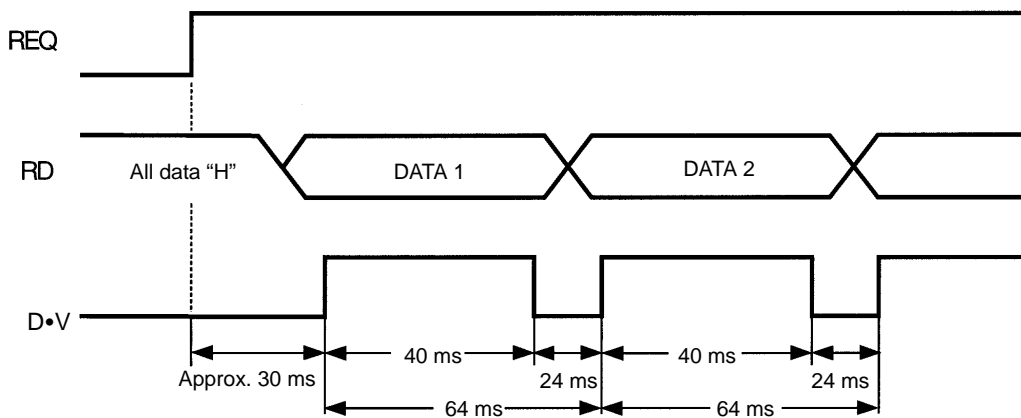 REQ
RD
All data “H”
DATA 1
DATA 2
D•V
40 ms
40 ms
Approx. 30 ms
24 ms
24 ms
64 ms
64 ms